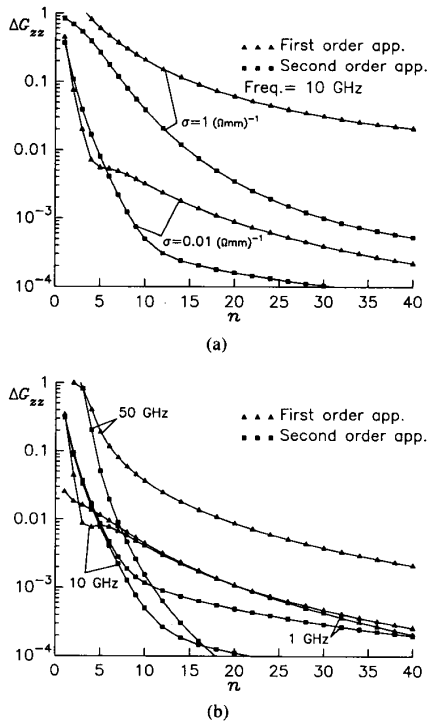 ΔG_zz
1
0.1
0.01
10⁻³
10⁻⁴
▲ First order app.
■ Second order app.
Freq.= 10 GHz
σ=1 (Ωmm)⁻¹
σ=0.01 (Ωmm)⁻¹
0 5 10 15 20 25 30 35 40
n
(a)
ΔG_zz
1
0.1
0.01
10⁻³
10⁻⁴
50 GHz
▲ First order app.
■ Second order app.
10 GHz
1 GHz
0 5 10 15 20 25 30 35 40
n
(b)